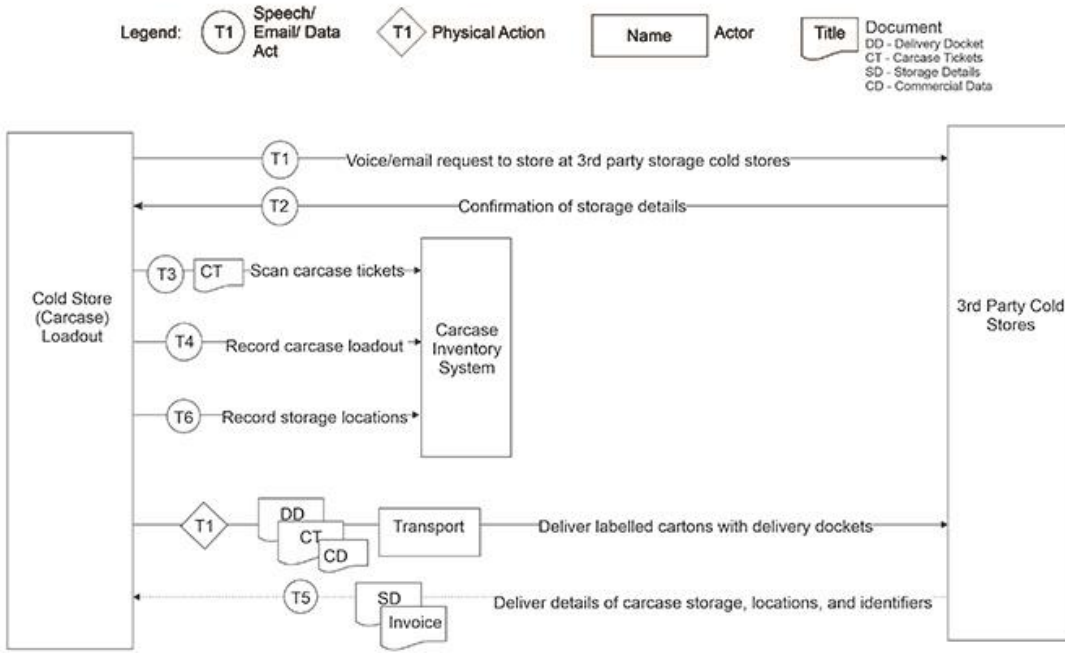 Legend:
T1
Speech/
Email/ Data
Act
T1
Physical Action
Name
Actor
Title
Document
DD - Delivery Docket
CT - Carcase Tickets
SD - Storage Details
CD - Commercial Data
Cold Store
(Carcase)
Loadout
3rd Party Cold
Stores
T1
Voice/email request to store at 3rd party storage cold stores
T2
Confirmation of storage details
T3
CT
Scan carcase tickets
T4
Record carcase loadout
T6
Record storage locations
Carcase
Inventory
System
T1
DD
CT
CD
Transport
Deliver labelled cartons with delivery dockets
T5
SD
Invoice
Deliver details of carcase storage, locations, and identifiers